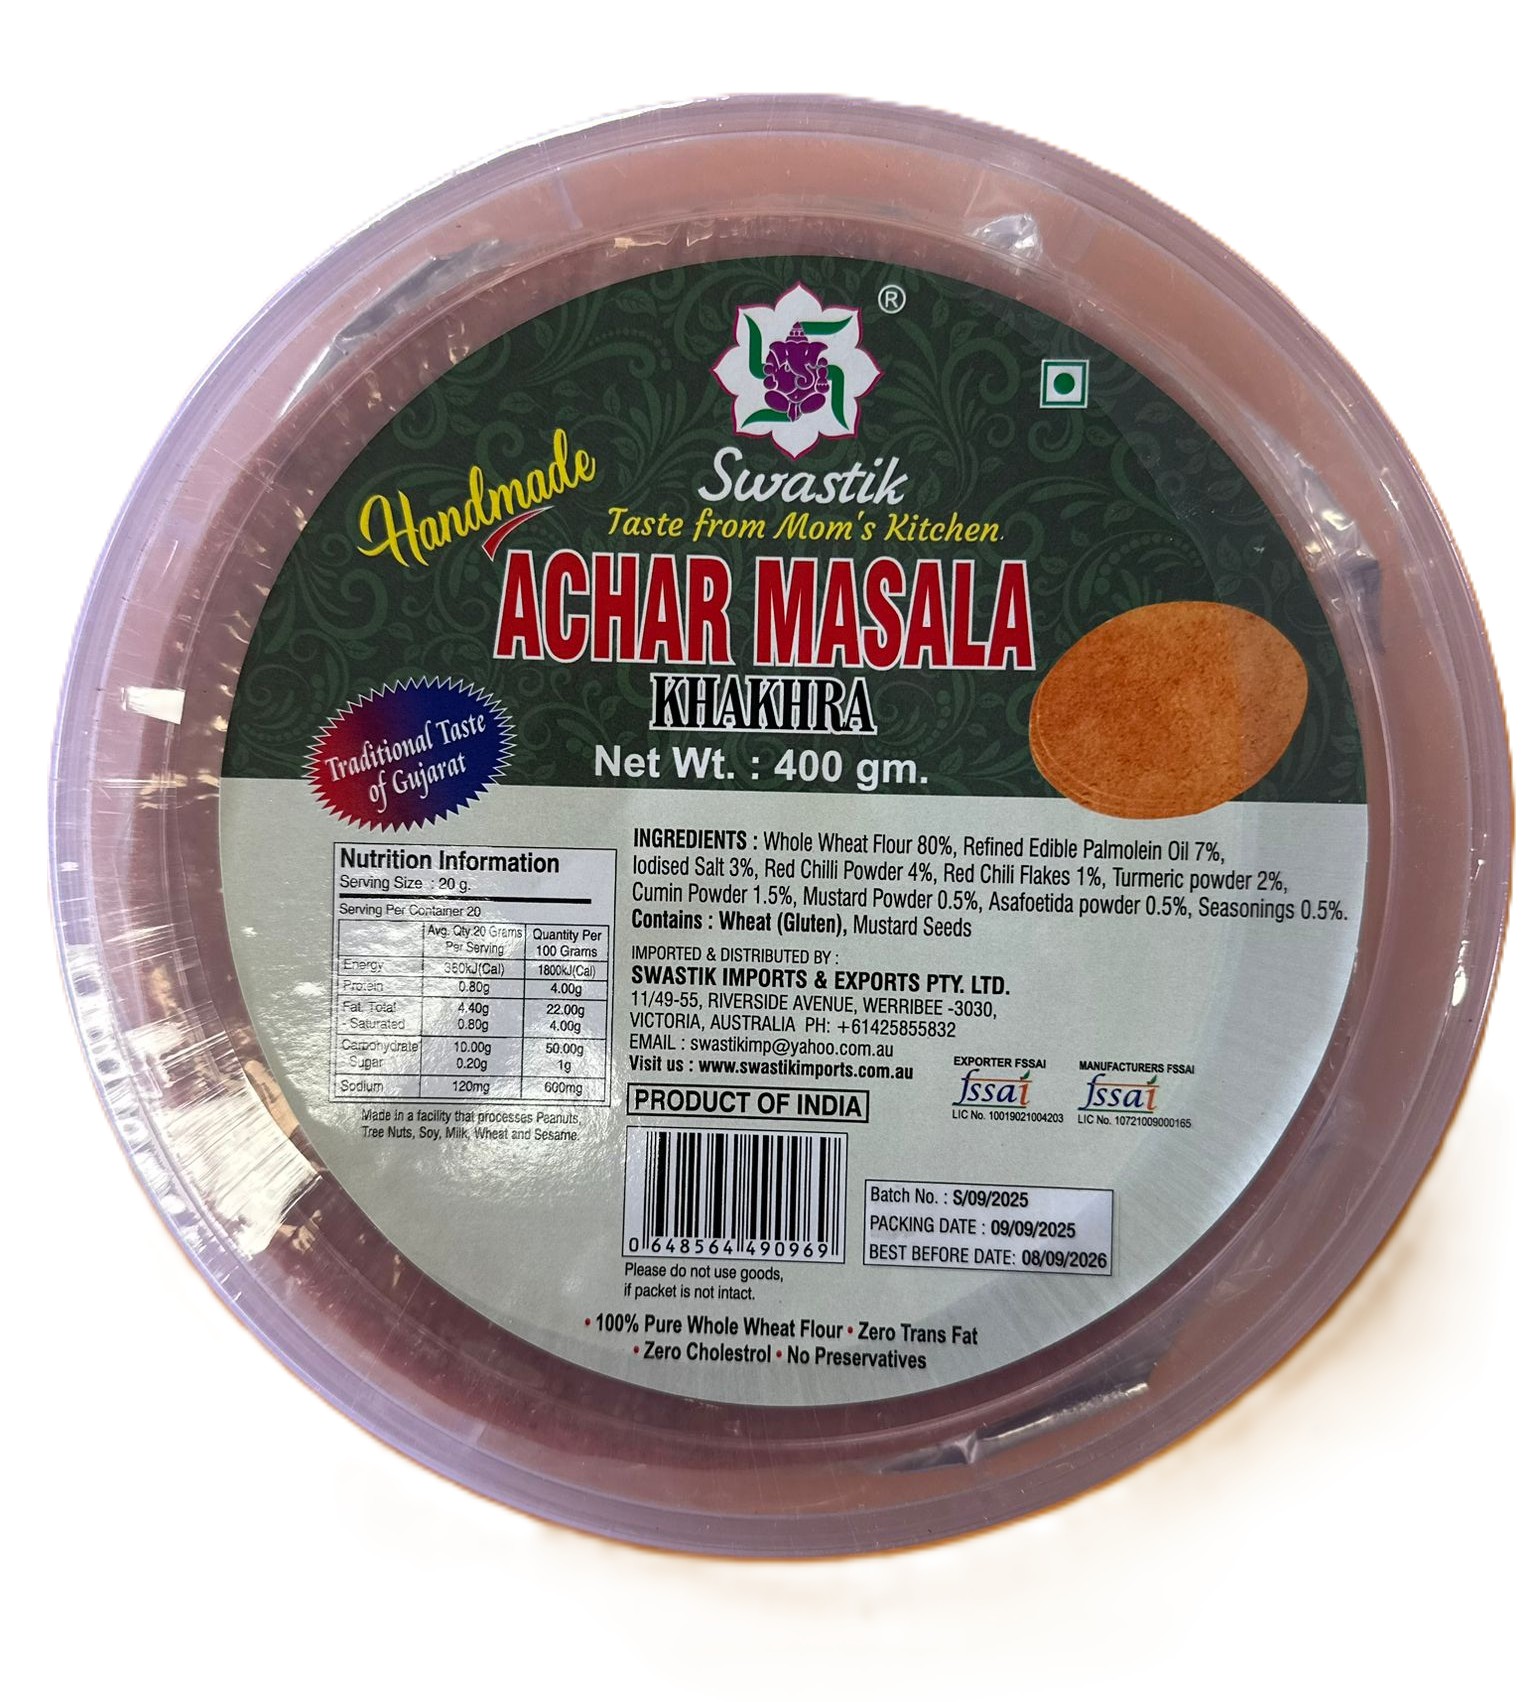 ®
Swastik
Taste from Mom's Kitchen.
Handmade
ACHAR MASALA
KHAKHRA
Net Wt. : 400 gm.
Traditional Taste
of Gujarat
Nutrition Information
Serving Size : 20 g.
Serving Per Container 20
Avg. Qty.20 Grams Per Serving Quantity Per 100 Grams
Energy 360kJ(Cal) 1800kJ(Cal)
Protein 0.80g 4.00g
Fat, Total 4.40g 22.00g
- Saturated 0.80g 4.00g
Carbohydrate 10.00g 50.00g
Sugar 0.20g 1g
Sodium 120mg 600mg
Made in a facility that processes Peanuts,
Tree Nuts, Soy, Milk, Wheat and Sesame.
INGREDIENTS : Whole Wheat Flour 80%, Refined Edible Palmolein Oil 7%,
Iodised Salt 3%, Red Chilli Powder 4%, Red Chili Flakes 1%, Turmeric powder 2%,
Cumin Powder 1.5%, Mustard Powder 0.5%, Asafoetida powder 0.5%, Seasonings 0.5%.
Contains : Wheat (Gluten), Mustard Seeds
IMPORTED & DISTRIBUTED BY :
SWASTIK IMPORTS & EXPORTS PTY. LTD.
11/49-55, RIVERSIDE AVENUE, WERRIBEE -3030,
VICTORIA, AUSTRALIA PH: +61425855832
EMAIL : swastikimp@yahoo.com.au
Visit us : www.swastikimports.com.au
PRODUCT OF INDIA
EXPORTER FSSAI
fssai
LIC No. 10019021004203
MANUFACTURERS FSSAI
fssai
LIC No. 10721009000165
0 648564 490969
Please do not use goods,
if packet is not intact.
Batch No. : S/09/2025
PACKING DATE : 09/09/2025
BEST BEFORE DATE: 08/09/2026
• 100% Pure Whole Wheat Flour • Zero Trans Fat
• Zero Cholestrol • No Preservatives